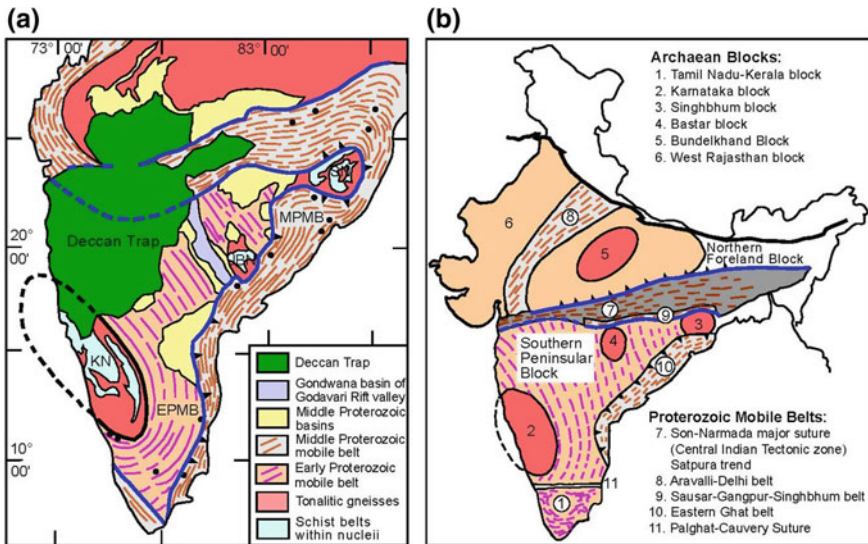 (a)
73° 00'
83° 00'
20° 00'
10° 00'
Deccan Trap
MPMB
KN
EPMB
Deccan Trap
Gondwana basin of
Godavari Rift valley
Middle Proterozoic
basins
Middle Proterozoic
mobile belt
Early Proterozoic
mobile belt
Tonalitic gneisses
Schist belts
within nucleii
(b)
Archaean Blocks:
1. Tamil Nadu-Kerala block
2. Karnataka block
3. Singhbhum block
4. Bastar block
5. Bundelkhand Block
6. West Rajasthan block
6
8
5
Northern
Foreland Block
7
9
3
Southern
Peninsular
Block
4
10
2
11
1
Proterozoic Mobile Belts:
7. Son-Narmada major suture
(Central Indian Tectonic zone)
Satpura trend
8. Aravalli-Delhi belt
9. Sausar-Gangpur-Singhbhum belt
10. Eastern Ghat belt
11. Palghat-Cauvery Suture